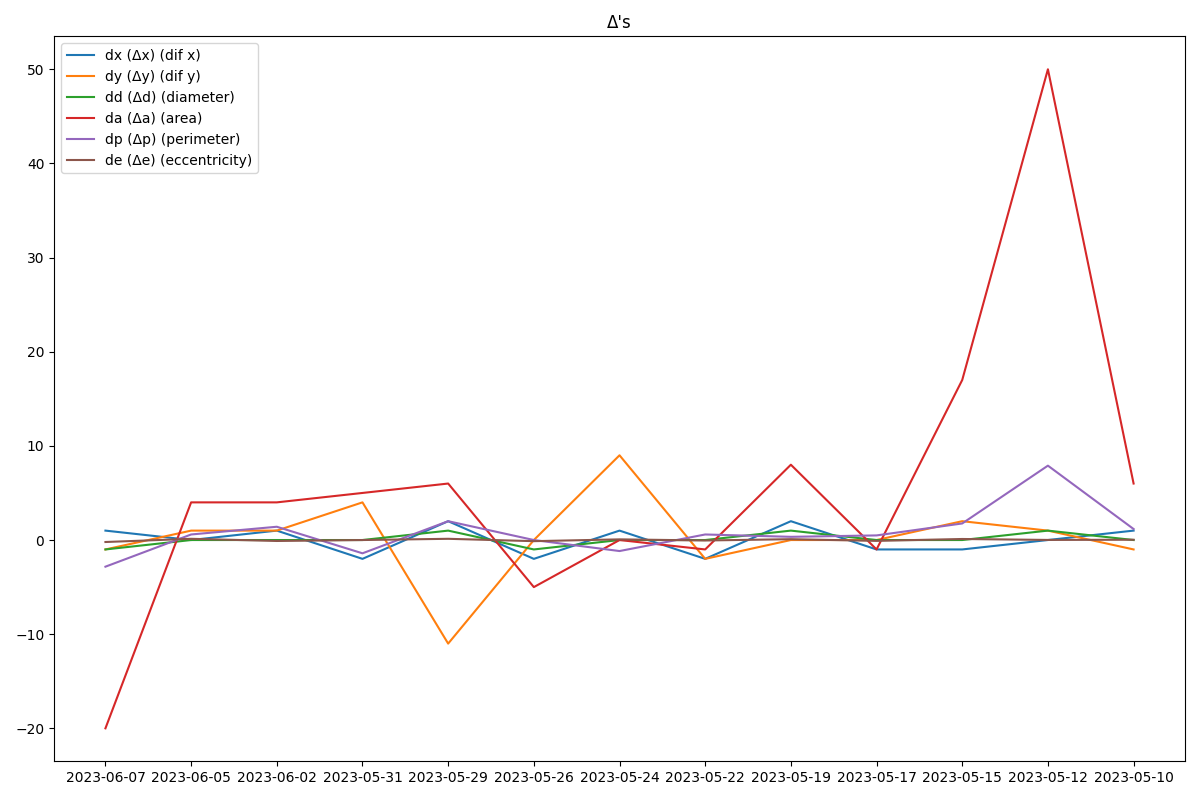 Δ's
dx (Δx) (dif x)
dy (Δy) (dif y)
dd (Δd) (diameter)
da (Δa) (area)
dp (Δp) (perimeter)
de (Δe) (eccentricity)
50
40
30
20
10
0
−10
−20
2023-06-07 2023-06-05 2023-06-02 2023-05-31 2023-05-29 2023-05-26 2023-05-24 2023-05-22 2023-05-19 2023-05-17 2023-05-15 2023-05-12 2023-05-10